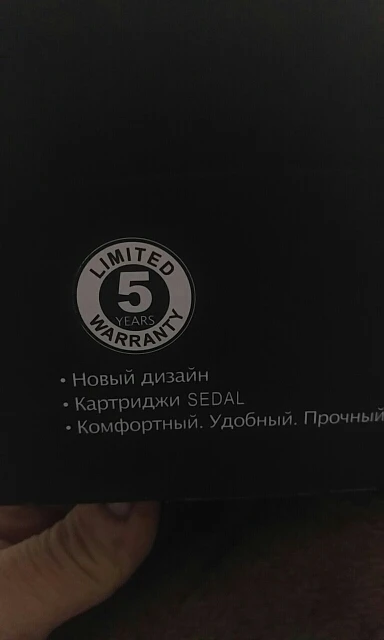 LIMITED
5
YEARS
WARRANTY
• Новый дизайн
• Картриджи SEDAL
• Комфортный. Удобный. Прочный